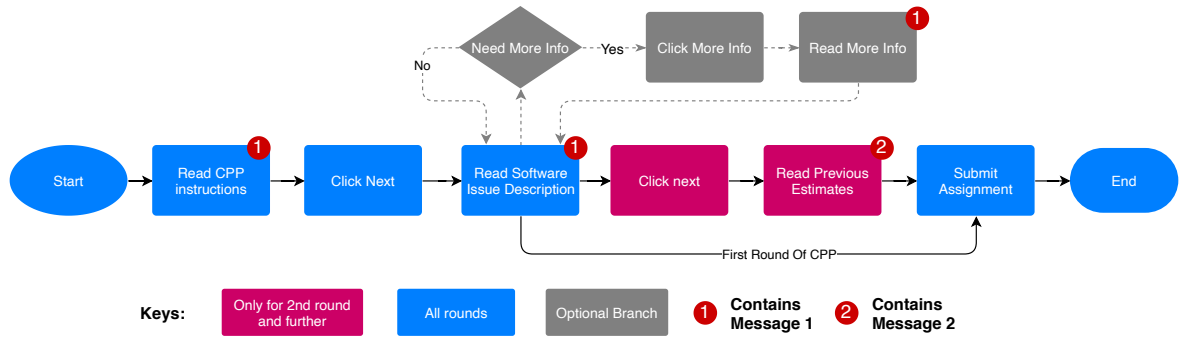 1
Need More Info
Yes
Click More Info
Read More Info
No
1
1
2
Start
Read CPP
instructions
Click Next
Read Software
Issue Description
Click next
Read Previous
Estimates
Submit
Assignment
End
First Round Of CPP
Keys:
Only for 2nd round
and further
All rounds
Optional Branch
1
Contains
Message 1
2
Contains
Message 2